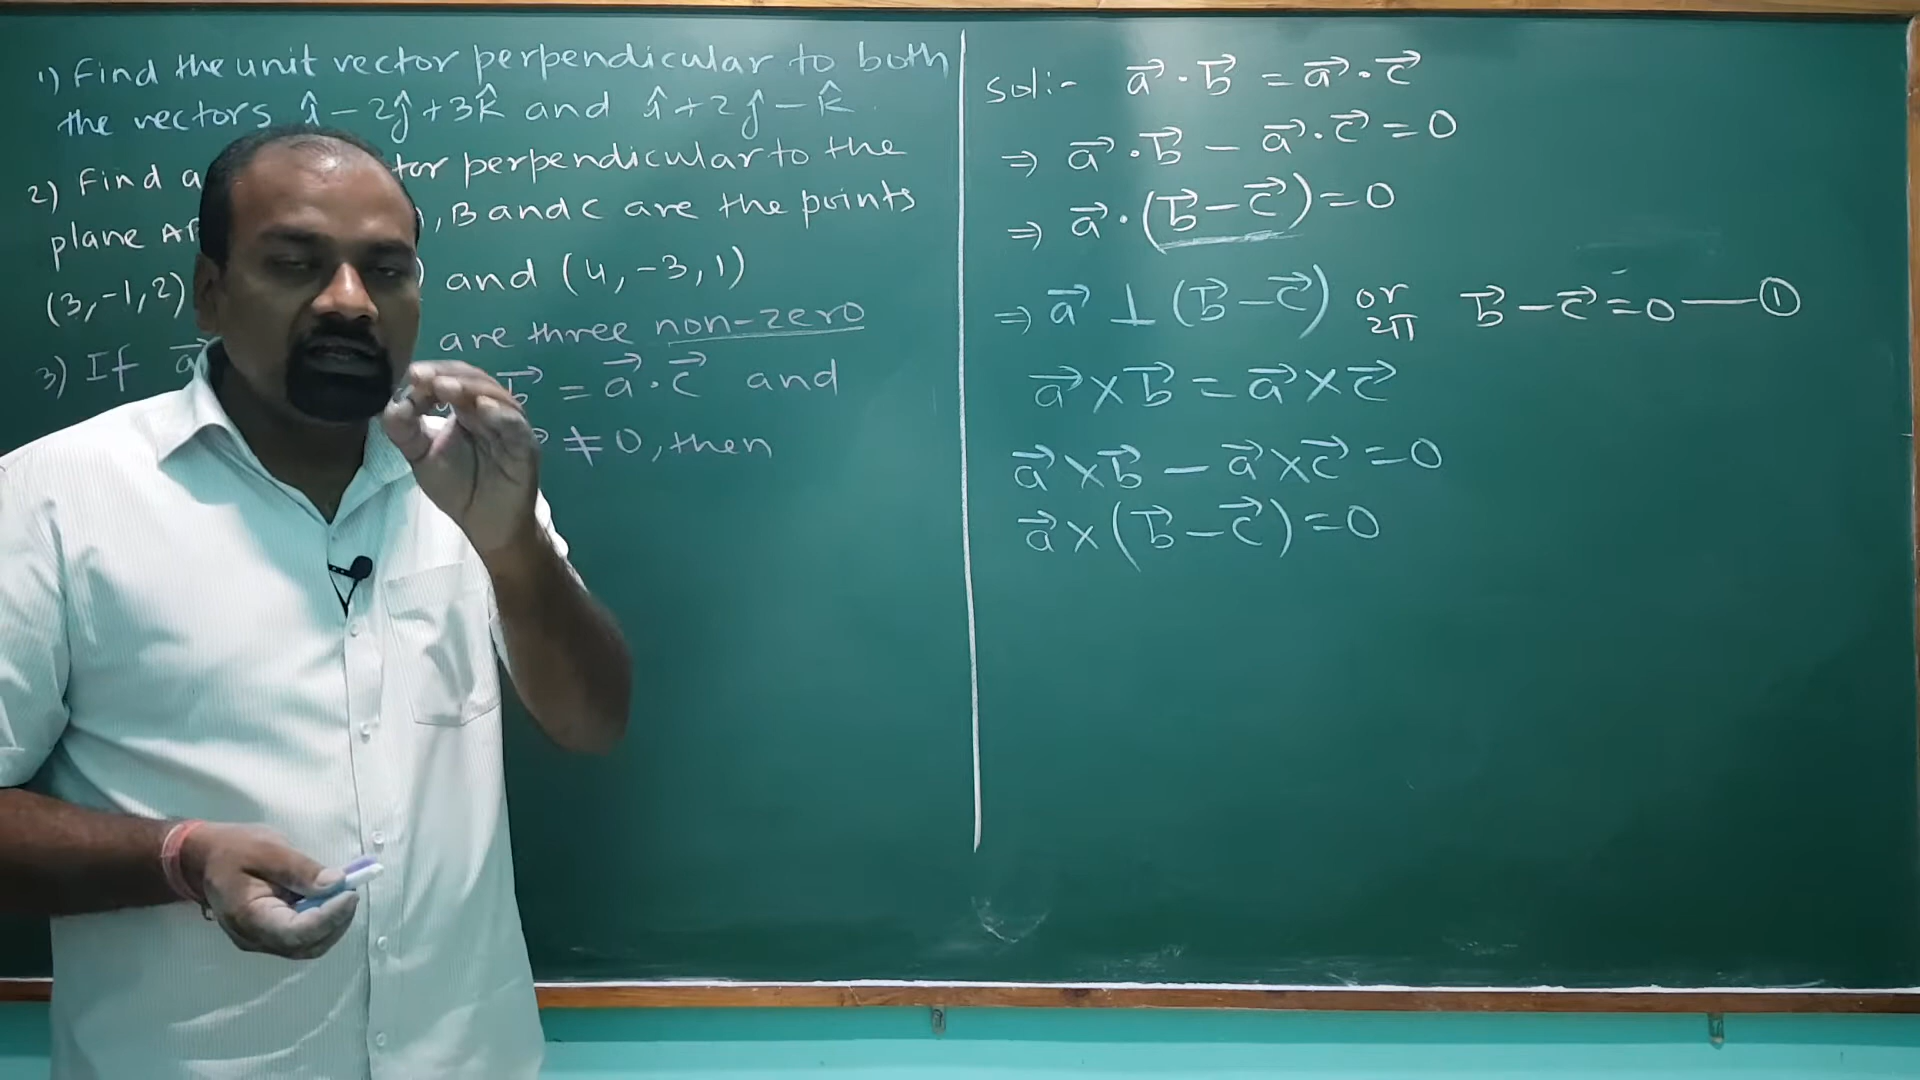 1) Find the unit vector perpendicular to both
the vectors î - 2ĵ + 3k̂ and î + 2ĵ - k̂.
2) Find a perpendicular to the
plane , B and C are the points
(3, -1, 2) and (4, -3, 1)
3) If a⃗ are three non-zero
b⃗ = a⃗ · c⃗ and
≠ 0, then
Sol:- a⃗ · b⃗ = a⃗ · c⃗
⇒ a⃗ · b⃗ - a⃗ · c⃗ = 0
⇒ a⃗ · (b⃗ - c⃗) = 0
⇒ a⃗ ⊥ (b⃗ - c⃗) or या b⃗ - c⃗ = 0 — ①
a⃗ × b⃗ = a⃗ × c⃗
a⃗ × b⃗ - a⃗ × c⃗ = 0
a⃗ × (b⃗ - c⃗) = 0